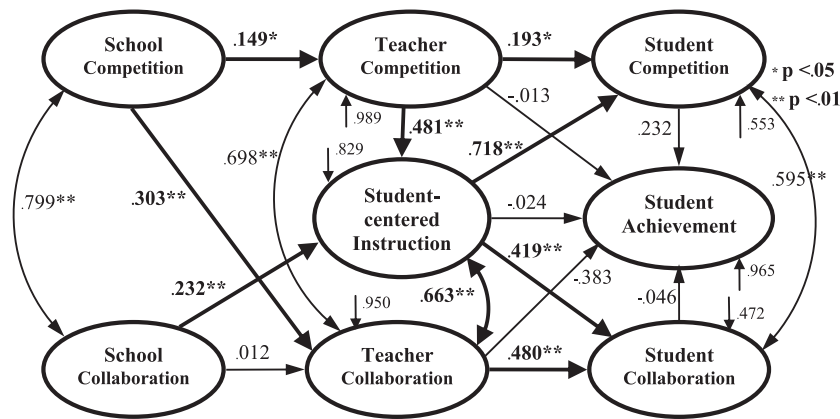 School
Competition
.149*
Teacher
Competition
.193*
Student
Competition
* p <.05
** p <.01
-.013
.989
.481**
.718**
.232
.553
.829
.698**
.799**
.303**
Student-
centered
Instruction
-.024
Student
Achievement
.595**
.419**
-.383
.232**
.663**
.965
.950
-.046
.472
School
Collaboration
.012
Teacher
Collaboration
.480**
Student
Collaboration